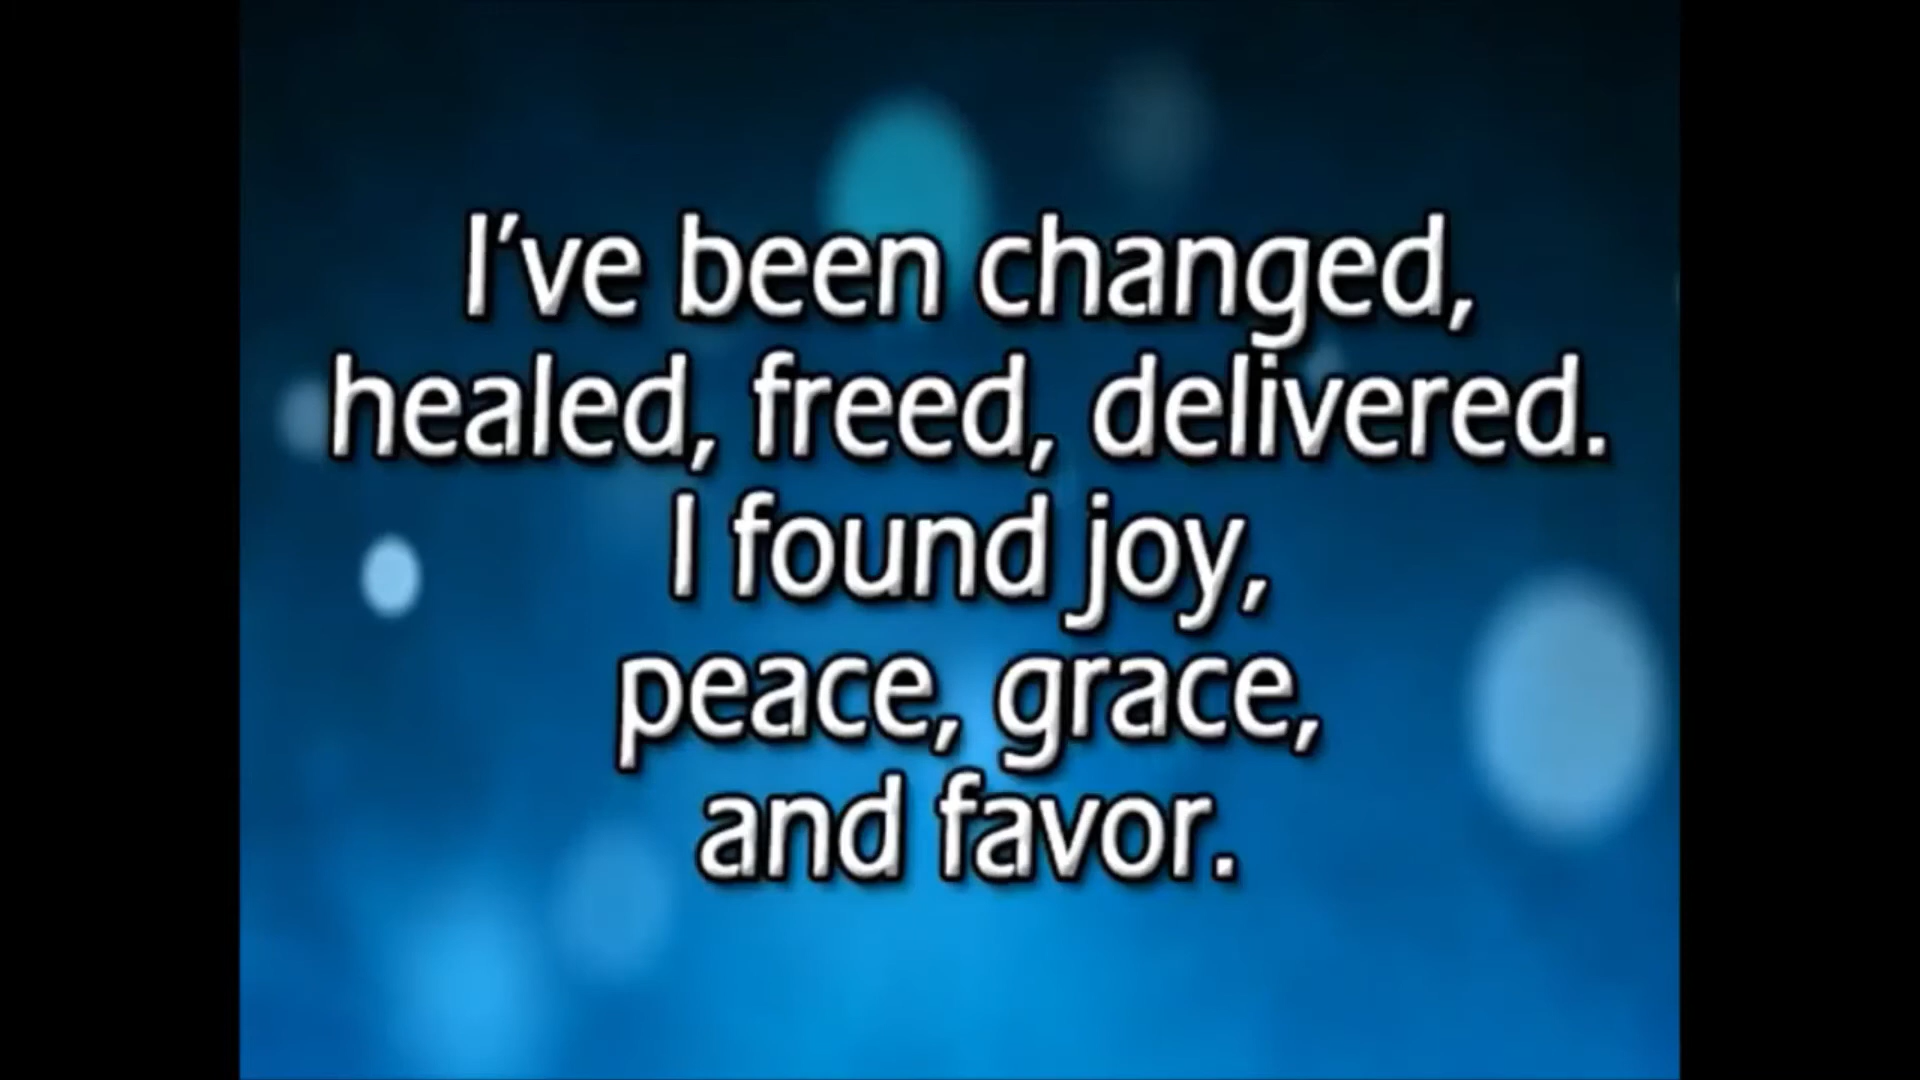 I've been changed,
healed, freed, delivered.
I found joy,
peace, grace,
and favor.